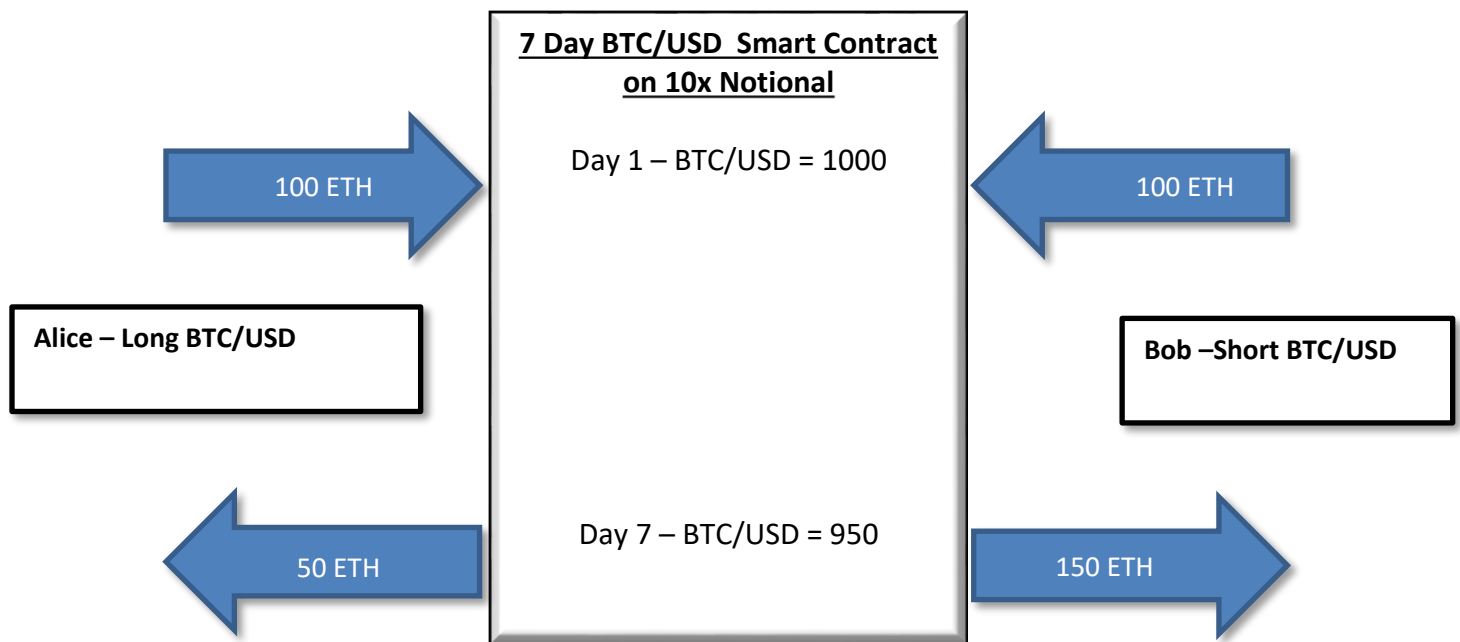 7 Day BTC/USD  Smart Contract
on 10x Notional
Day 1 – BTC/USD = 1000
100 ETH
100 ETH
Alice – Long BTC/USD
Bob –Short BTC/USD
Day 7 – BTC/USD = 950
50 ETH
150 ETH